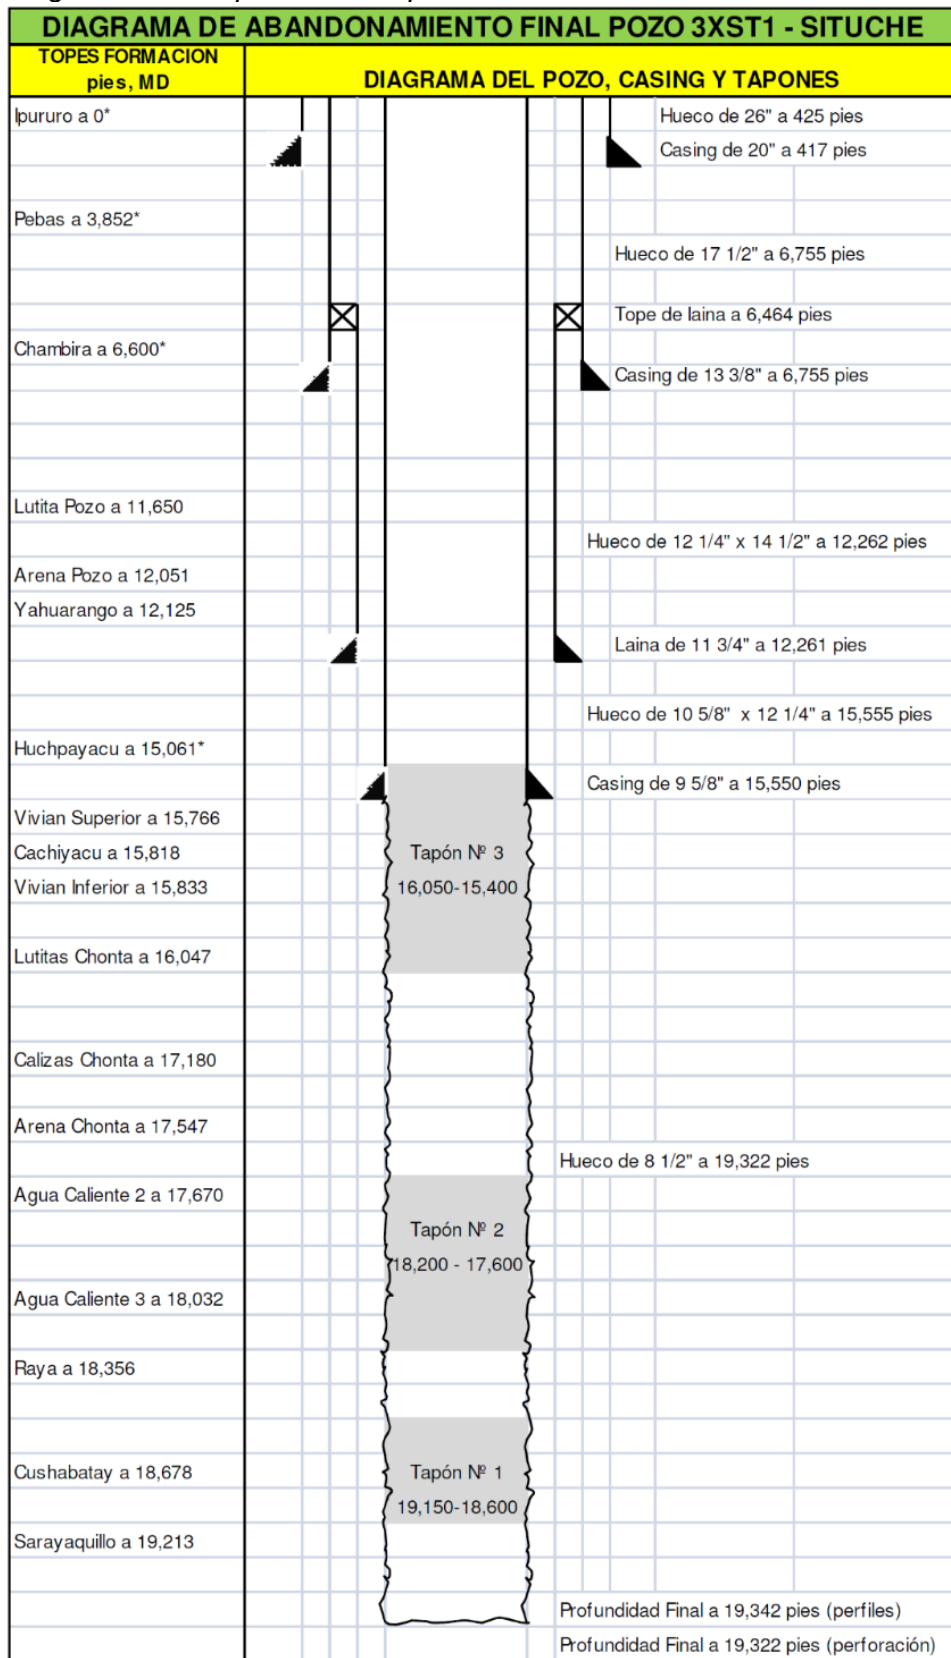 DIAGRAMA DE ABANDONAMIENTO FINAL POZO 3XST1 - SITUCHE
TOPES FORMACION
pies, MD
DIAGRAMA DEL POZO, CASING Y TAPONES
Ipururo a 0*
Hueco de 26" a 425 pies
Casing de 20" a 417 pies
Pebas a 3,852*
Hueco de 17 1/2" a 6,755 pies
Tope de laina a 6,464 pies
Chambira a 6,600*
Casing de 13 3/8" a 6,755 pies
Lutita Pozo a 11,650
Hueco de 12 1/4" x 14 1/2" a 12,262 pies
Arena Pozo a 12,051
Yahuarango a 12,125
Laina de 11 3/4" a 12,261 pies
Hueco de 10 5/8" x 12 1/4" a 15,555 pies
Huchpayacu a 15,061*
Casing de 9 5/8" a 15,550 pies
Vivian Superior a 15,766
Cachiyacu a 15,818
Tapón Nº 3
Vivian Inferior a 15,833
16,050-15,400
Lutitas Chonta a 16,047
Calizas Chonta a 17,180
Arena Chonta a 17,547
Hueco de 8 1/2" a 19,322 pies
Agua Caliente 2 a 17,670
Tapón Nº 2
18,200 - 17,600
Agua Caliente 3 a 18,032
Raya a 18,356
Cushabatay a 18,678
Tapón Nº 1
19,150-18,600
Sarayaquillo a 19,213
Profundidad Final a 19,342 pies (perfiles)
Profundidad Final a 19,322 pies (perforación)